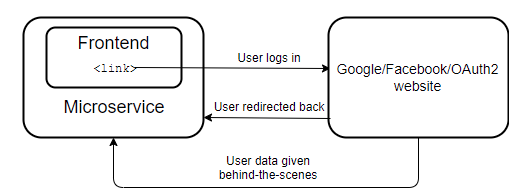 Frontend
<link>
Microservice
User logs in
User redirected back
Google/Facebook/OAuth2
website
User data given
behind-the-scenes